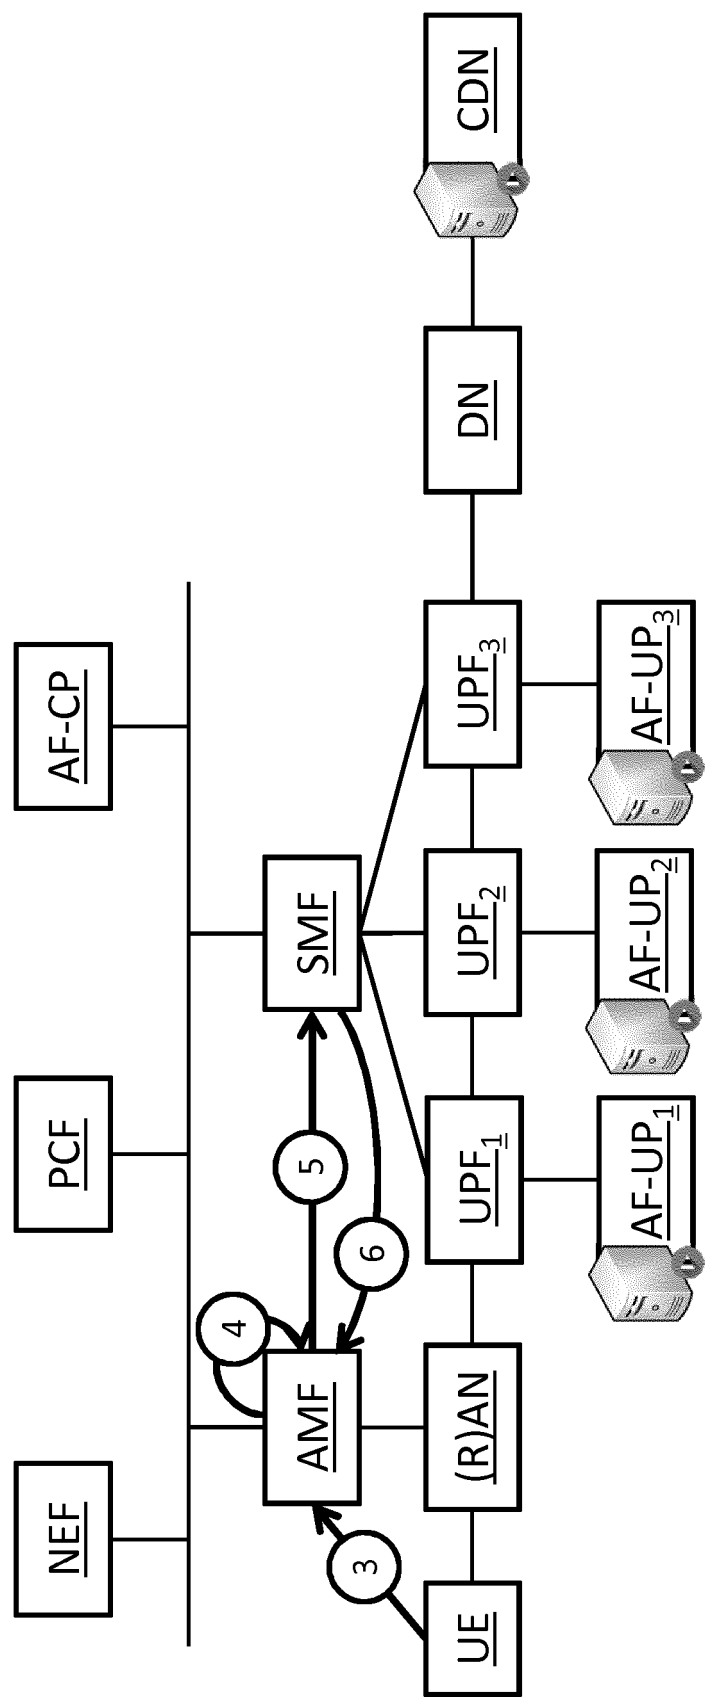 NEF
PCF
AF-CP
4
AMF
5
SMF
3
6
UE
(R)AN
UPF1
UPF2
UPF3
DN
CDN
AF-UP1
AF-UP2
AF-UP3